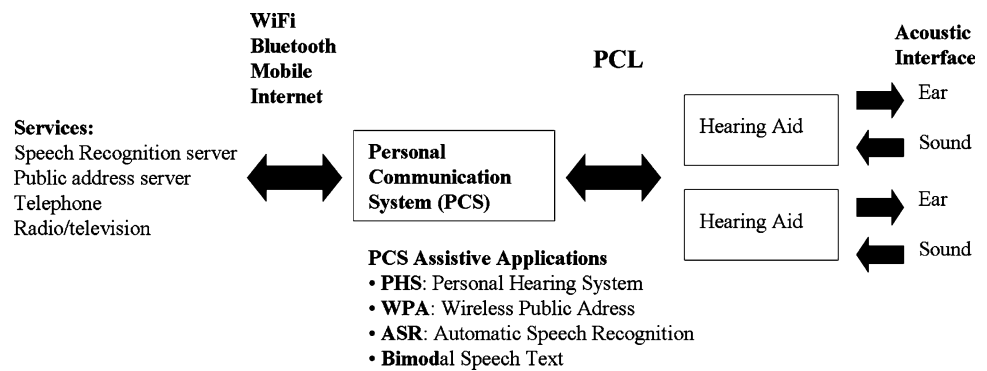 WiFi
Bluetooth
Mobile
Internet
PCL
Acoustic
Interface
Services:
Speech Recognition server
Public address server
Telephone
Radio/television
Personal
Communication
System (PCS)
Hearing Aid
Ear
Sound
Hearing Aid
Ear
Sound
PCS Assistive Applications
• PHS: Personal Hearing System
• WPA: Wireless Public Adress
• ASR: Automatic Speech Recognition
• Bimodal Speech Text